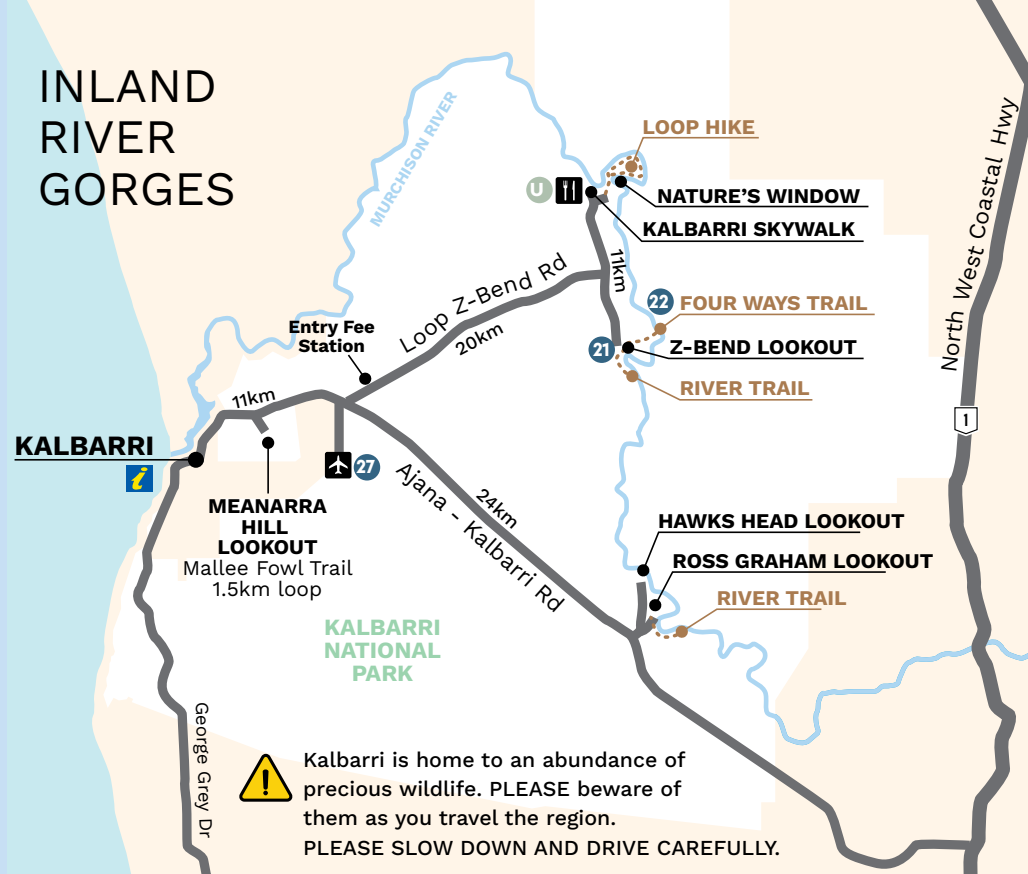 INLAND
RIVER
GORGES
MURCHISON RIVER
LOOP HIKE
U
NATURE'S WINDOW
KALBARRI SKYWALK
11km
North West Coastal Hwy
Loop Z-Bend Rd
20km
22 FOUR WAYS TRAIL
Entry Fee
Station
21
Z-BEND LOOKOUT
RIVER TRAIL
11km
1
KALBARRI
i
27
MEANARRA
HILL
LOOKOUT
Mallee Fowl Trail
1.5km loop
Ajana - Kalbarri Rd
24km
HAWKS HEAD LOOKOUT
ROSS GRAHAM LOOKOUT
RIVER TRAIL
KALBARRI
NATIONAL
PARK
George Grey Dr
!
Kalbarri is home to an abundance of
precious wildlife. PLEASE beware of
them as you travel the region.
PLEASE SLOW DOWN AND DRIVE CAREFULLY.